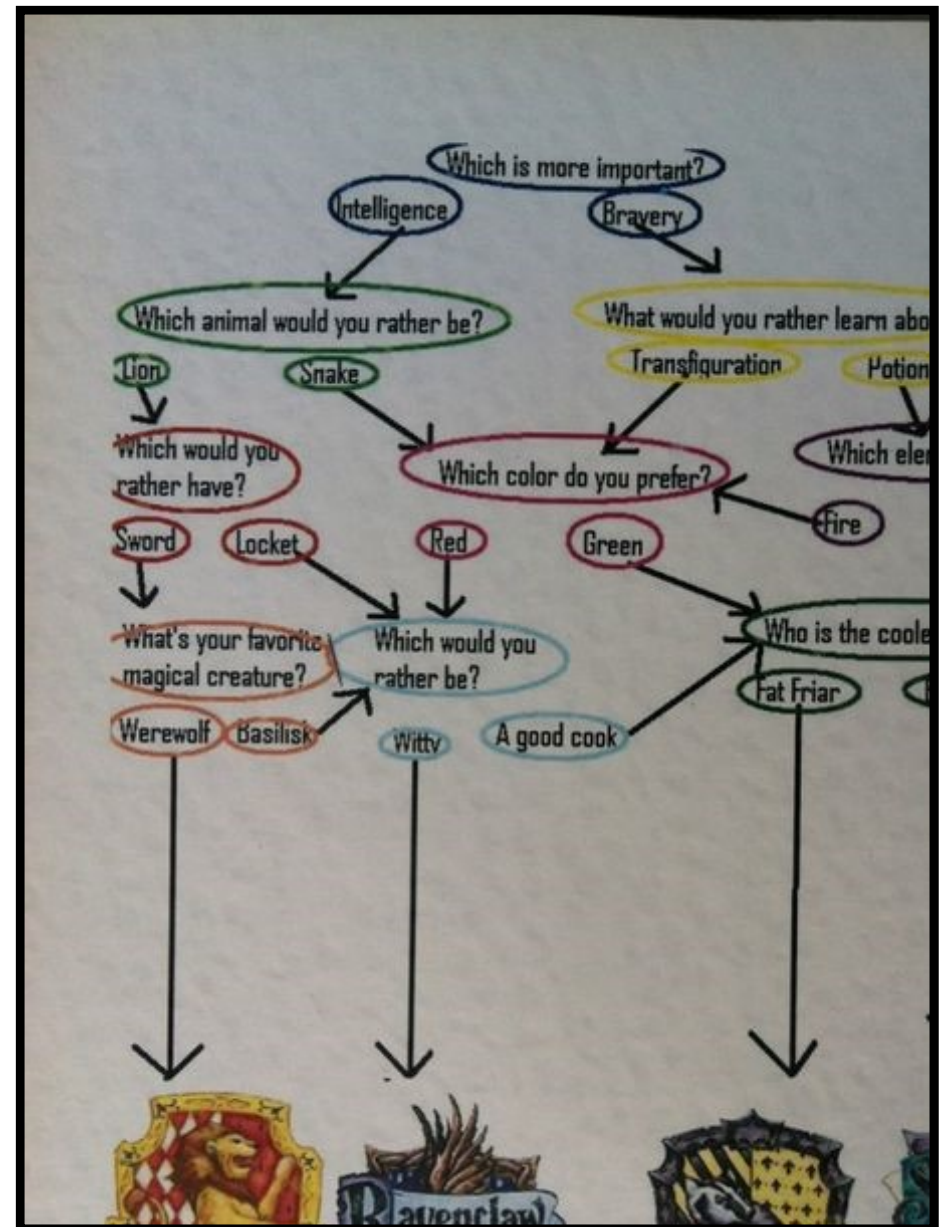 Which is more important?
Intelligence
Bravery
Which animal would you rather be?
What would you rather learn abo
Lion
Snake
Transfiguration
Potion
Which would you
rather have?
Which color do you prefer?
Which ele
Fire
Sword
Locket
Red
Green
What's your favorite
magical creature?
Which would you
rather be?
Who is the coole
Fat Friar
Werewolf
Basilisk
Witty
A good cook
Ravenclaw